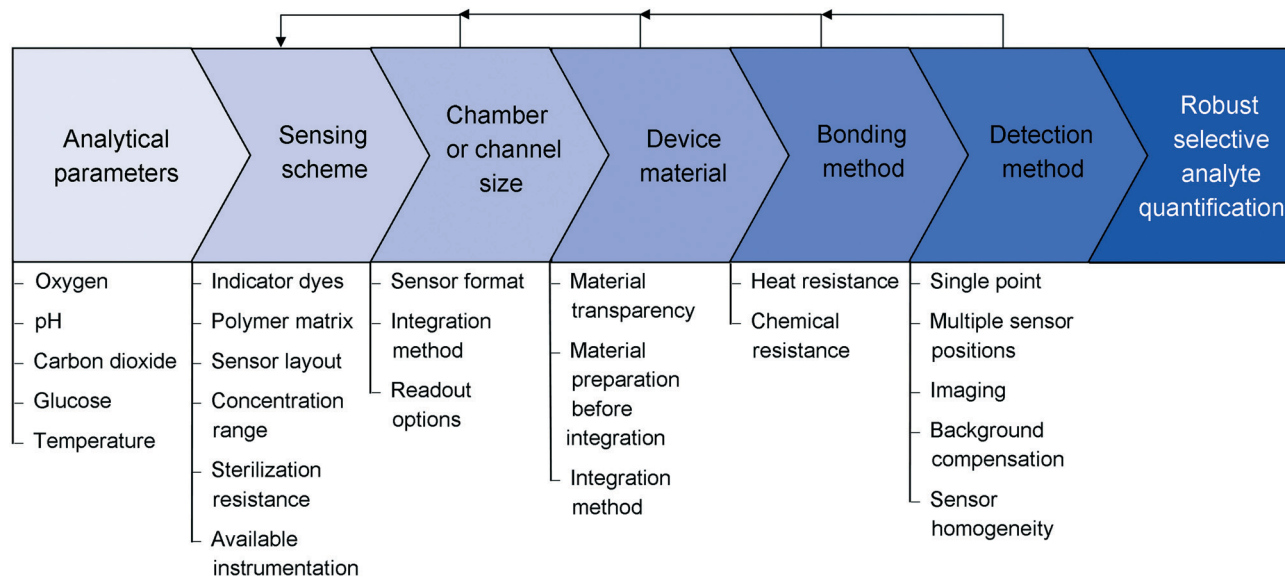 Analytical
parameters
Sensing
scheme
Chamber
or channel
size
Device
material
Bonding
method
Detection
method
Robust
selective
analyte
quantification
Oxygen
pH
Carbon dioxide
Glucose
Temperature
Indicator dyes
Polymer matrix
Sensor layout
Concentration
range
Sterilization
resistance
Available
instrumentation
Sensor format
Integration
method
Readout
options
Material
transparency
Material
preparation
before
integration
Integration
method
Heat resistance
Chemical
resistance
Single point
Multiple sensor
positions
Imaging
Background
compensation
Sensor
homogeneity